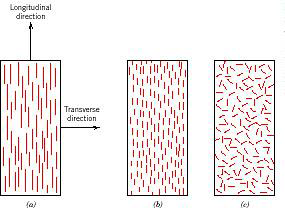 Longitudinal
direction
Transverse
direction
(a)
(b)
(c)